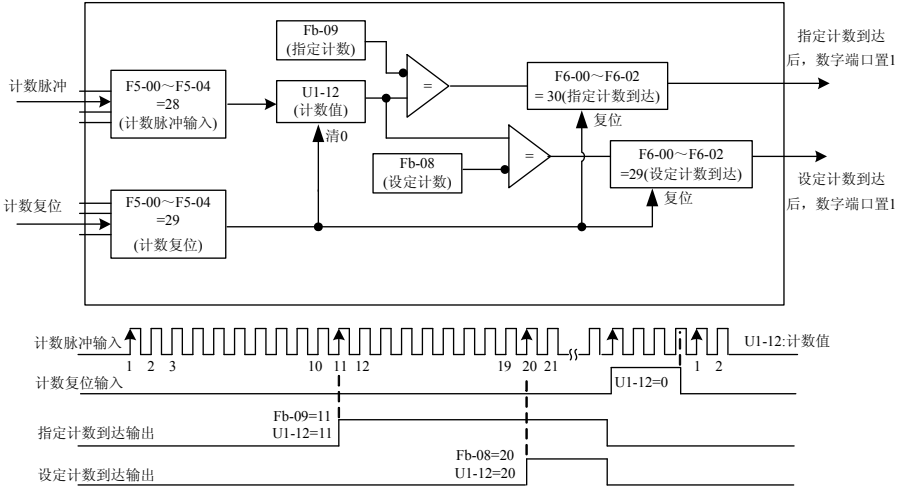 Fb-09
(指定计数)
指定计数到达
后，数字端口置1
计数脉冲
F5-00～F5-04
=28
(计数脉冲输入)
U1-12
(计数值)
=
F6-00～F6-02
= 30(指定计数到达)
清0
复位
Fb-08
(设定计数)
=
F6-00～F6-02
=29(设定计数到达)
设定计数到达
后，数字端口置1
计数复位
F5-00～F5-04
=29
(计数复位)
复位
计数脉冲输入
U1-12:计数值
1 2 3 10 11 12 19 20 21 1 2
计数复位输入
U1-12=0
Fb-09=11
U1-12=11
指定计数到达输出
Fb-08=20
U1-12=20
设定计数到达输出